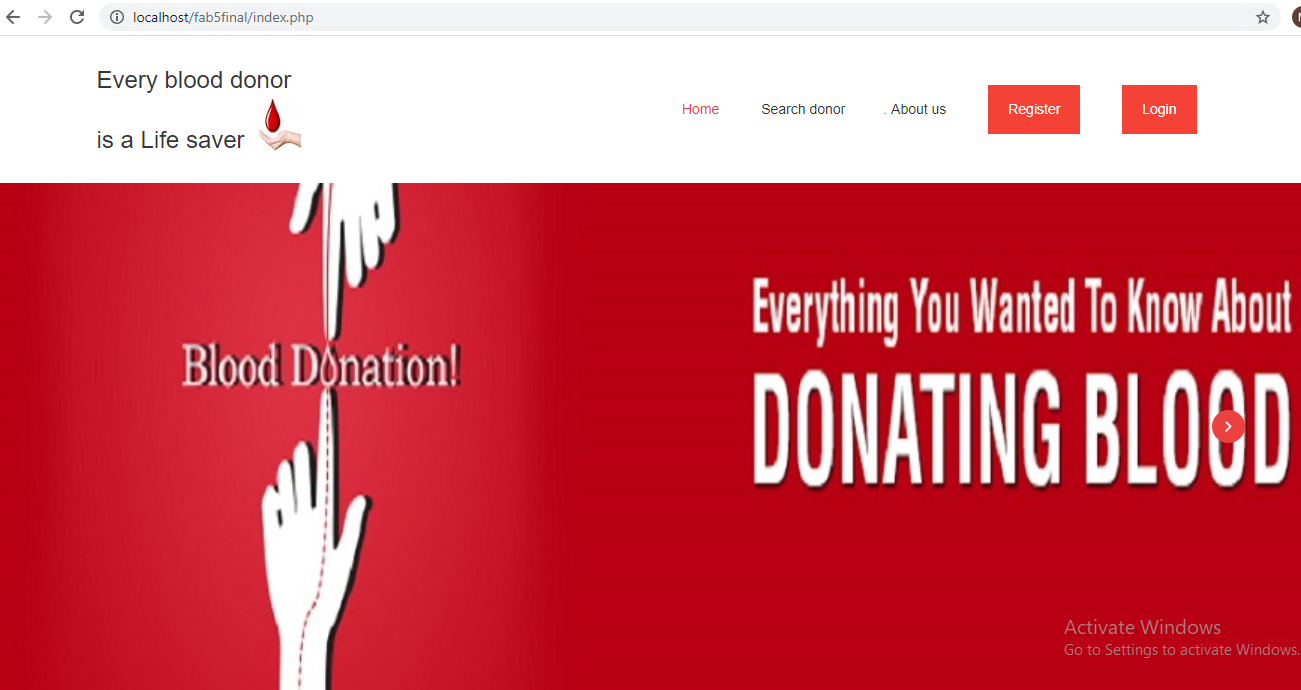 localhost/fab5final/index.php
Every blood donor
is a Life saver
Home
Search donor
. About us
Register
Login
Blood Donation!
Everything You Wanted To Know About
DONATING BLOOD
Activate Windows
Go to Settings to activate Windows.